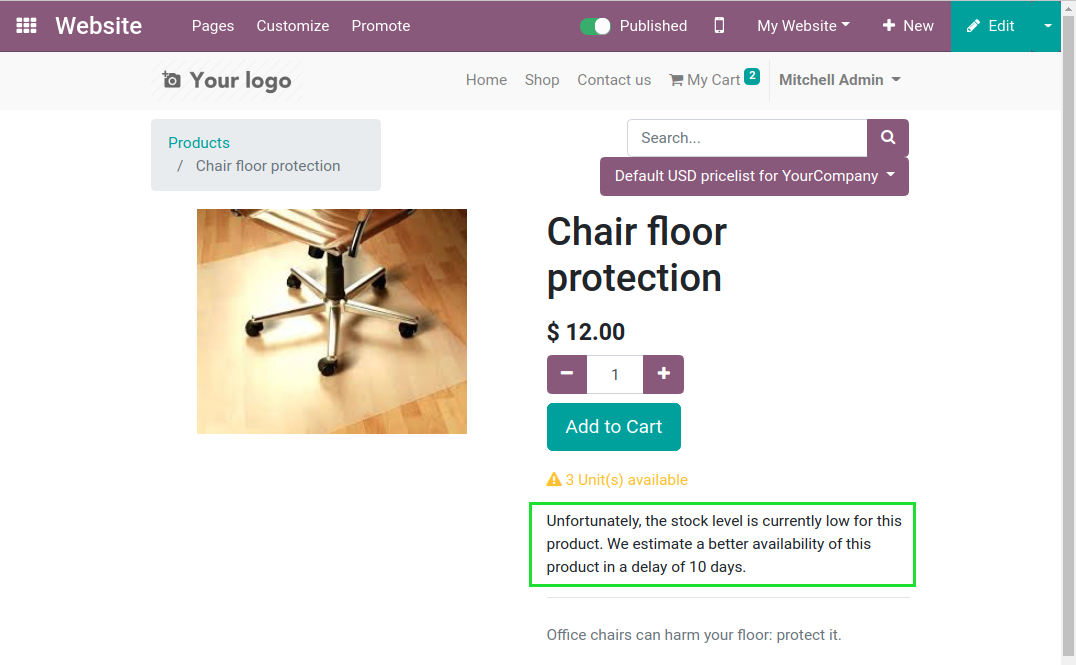 Website Pages Customize Promote Published My Website New Edit
Your logo Home Shop Contact us My Cart 2 Mitchell Admin
Products
/ Chair floor protection
Search...
Default USD pricelist for YourCompany
Chair floor
protection
$ 12.00
1
Add to Cart
3 Unit(s) available
Unfortunately, the stock level is currently low for this
product. We estimate a better availability of this
product in a delay of 10 days.
Office chairs can harm your floor: protect it.